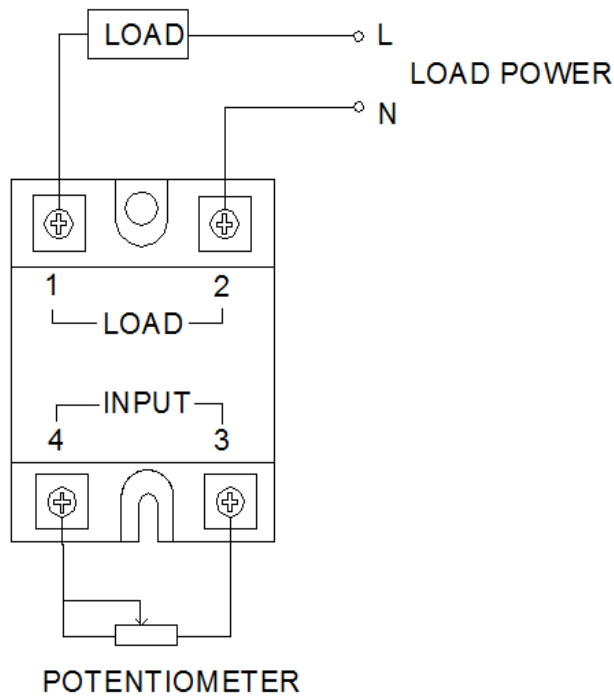 LOAD
L
LOAD POWER
N
1 2
LOAD
INPUT
4 3
POTENTIOMETER